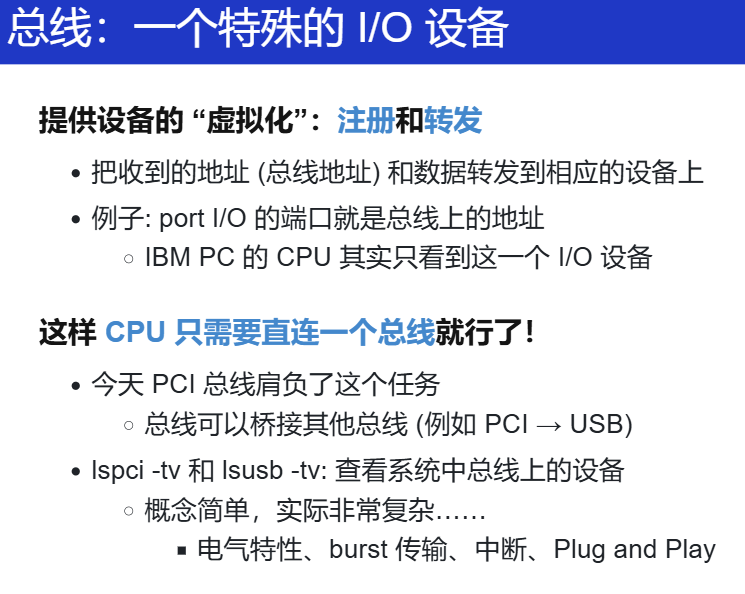 总线：一个特殊的 I/O 设备
提供设备的 “虚拟化”：注册和转发
• 把收到的地址 (总线地址) 和数据转发到相应的设备上
• 例子: port I/O 的端口就是总线上的地址
○ IBM PC 的 CPU 其实只看到这一个 I/O 设备
这样 CPU 只需要直连一个总线就行了！
• 今天 PCI 总线肩负了这个任务
○ 总线可以桥接其他总线 (例如 PCI → USB)
• lspci -tv 和 lsusb -tv: 查看系统中总线上的设备
○ 概念简单，实际非常复杂……
▪ 电气特性、burst 传输、中断、Plug and Play